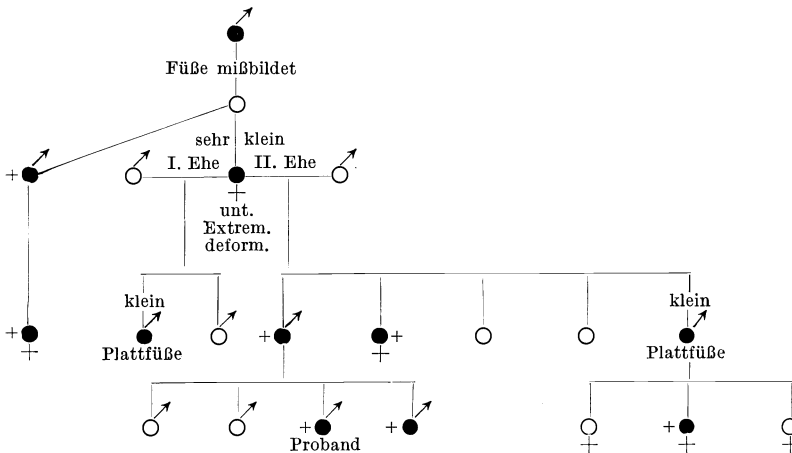 Füße mißbildet
sehr klein
I. Ehe II. Ehe
unt.
Extrem.
deform.
klein
klein
Plattfüße
Plattfüße
Proband